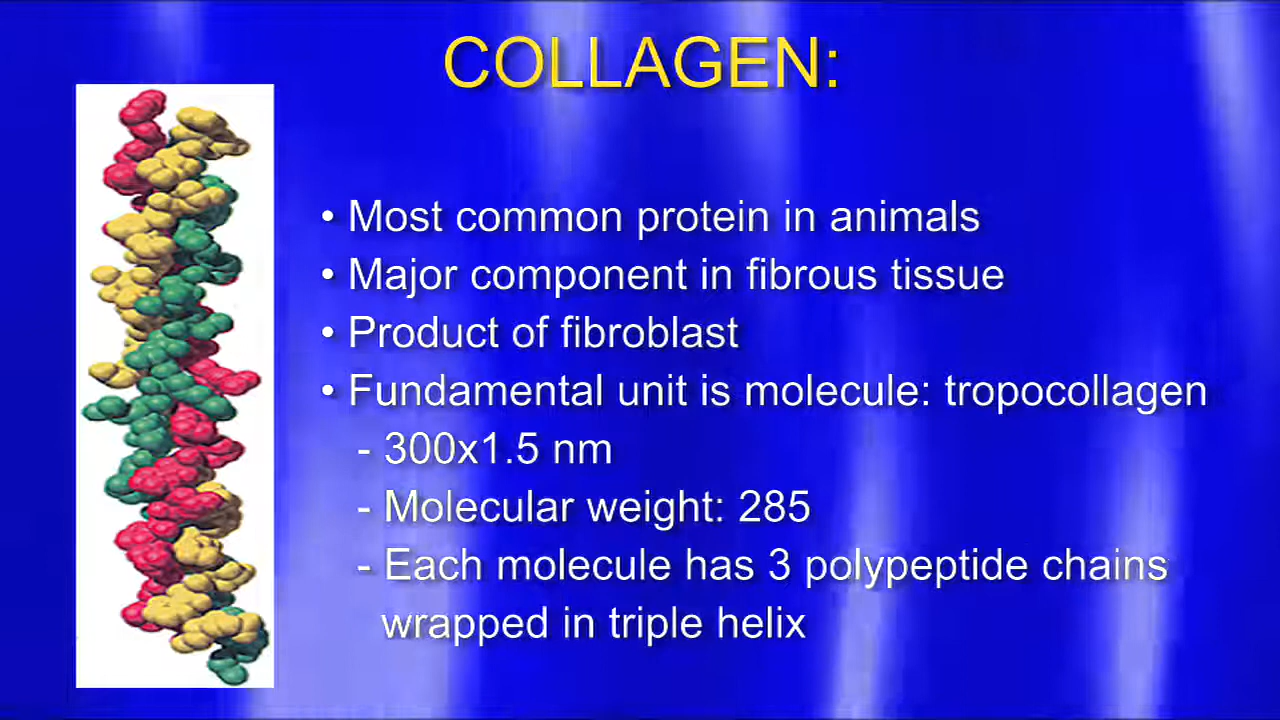 COLLAGEN:
• Most common protein in animals
• Major component in fibrous tissue
• Product of fibroblast
• Fundamental unit is molecule: tropocollagen
- 300x1.5 nm
- Molecular weight: 285
- Each molecule has 3 polypeptide chains
wrapped in triple helix